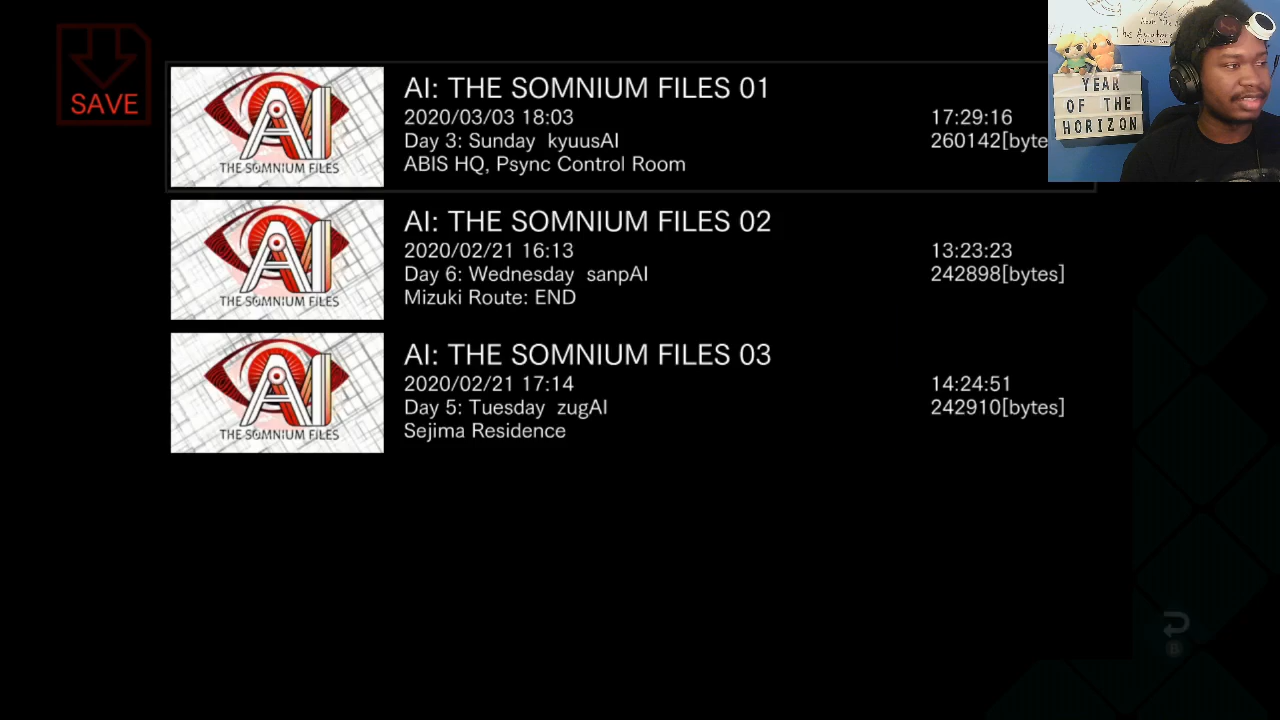 SAVE
AI
THE SOMNIUM FILES
AI: THE SOMNIUM FILES 01
2020/03/03 18:03
17:29:16
Day 3: Sunday kyuusAI
260142[byte
ABIS HQ, Psync Control Room
AI
THE SOMNIUM FILES
AI: THE SOMNIUM FILES 02
2020/02/21 16:13
13:23:23
Day 6: Wednesday sanpAI
242898[bytes]
Mizuki Route: END
AI
THE SOMNIUM FILES
AI: THE SOMNIUM FILES 03
2020/02/21 17:14
14:24:51
Day 5: Tuesday zugAI
242910[bytes]
Sejima Residence
YEAR
OF THE
HORIZON
B